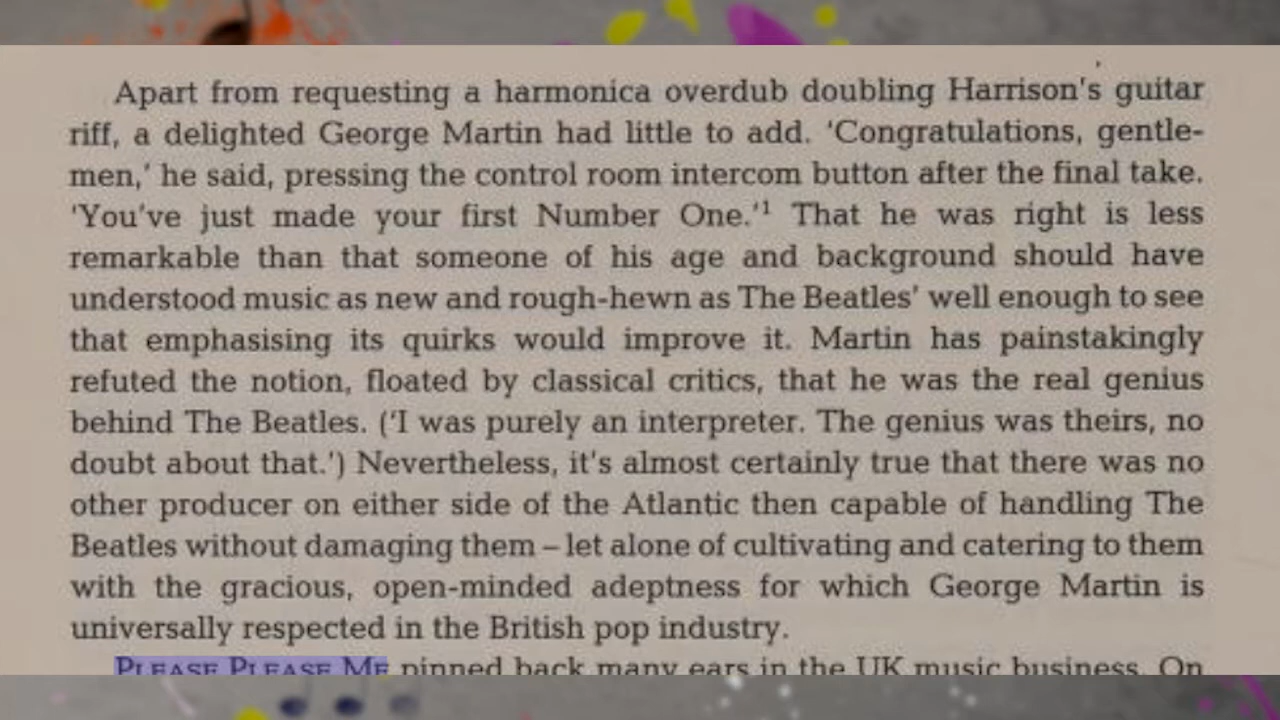 Apart from requesting a harmonica overdub doubling Harrison's guitar
riff, a delighted George Martin had little to add. 'Congratulations, gentle-
men,' he said, pressing the control room intercom button after the final take.
'You've just made your first Number One.'¹ That he was right is less
remarkable than that someone of his age and background should have
understood music as new and rough-hewn as The Beatles' well enough to see
that emphasising its quirks would improve it. Martin has painstakingly
refuted the notion, floated by classical critics, that he was the real genius
behind The Beatles. ('I was purely an interpreter. The genius was theirs, no
doubt about that.') Nevertheless, it's almost certainly true that there was no
other producer on either side of the Atlantic then capable of handling The
Beatles without damaging them – let alone of cultivating and catering to them
with the gracious, open-minded adeptness for which George Martin is
universally respected in the British pop industry.
PLEASE PLEASE ME pinned back many ears in the UK music business. On